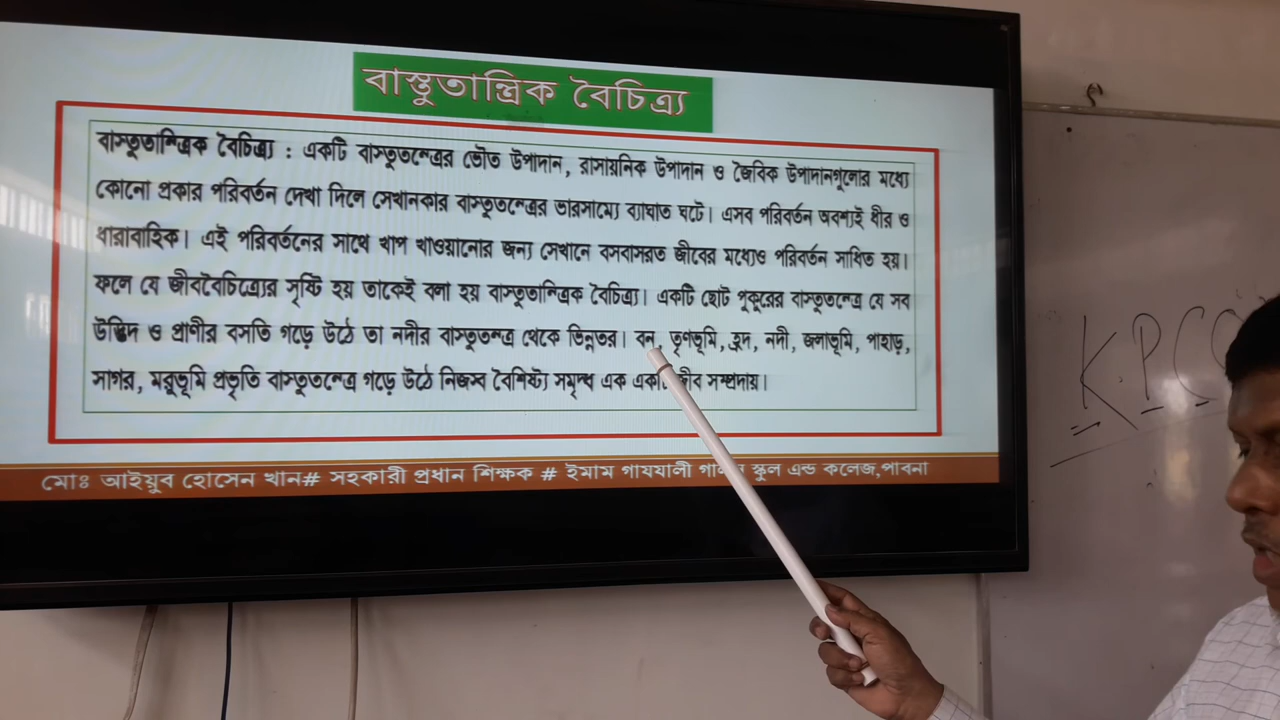 বাস্তুতান্ত্রিক বৈচিত্র্য
বাস্তুতান্ত্রিক বৈচিত্র্য : একটি বাস্তুতন্ত্রের ভৌত উপাদান, রাসায়নিক উপাদান ও জৈবিক উপাদানগুলোর মধ্যে
কোনো প্রকার পরিবর্তন দেখা দিলে সেখানকার বাস্তুতন্ত্রের ভারসাম্যে ব্যাঘাত ঘটে। এসব পরিবর্তন অবশ্যই ধীর ও
ধারাবাহিক। এই পরিবর্তনের সাথে খাপ খাওয়ানোর জন্য সেখানে বসবাসরত জীবের মধ্যেও পরিবর্তন সাধিত হয়।
ফলে যে জীববৈচিত্র্যের সৃষ্টি হয় তাকেই বলা হয় বাস্তুতান্ত্রিক বৈচিত্র্য। একটি ছোট পুকুরের বাস্তুতন্ত্রে যে সব
উদ্ভিদ ও প্রাণীর বসতি গড়ে উঠে তা নদীর বাস্তুতন্ত্র থেকে ভিন্নতর। বন, তৃণভূমি, হ্রদ, নদী, জলাভূমি, পাহাড়,
সাগর, মরুভূমি প্রভৃতি বাস্তুতন্ত্রে গড়ে উঠে নিজস্ব বৈশিষ্ট্য সমৃদ্ধ এক জীব সম্প্রদায়।
মোঃ আইয়ুব হোসেন খান# সহকারী প্রধান শিক্ষক # ইমাম গাযযালী স্কুল এন্ড কলেজ,পাবনা
K.PC